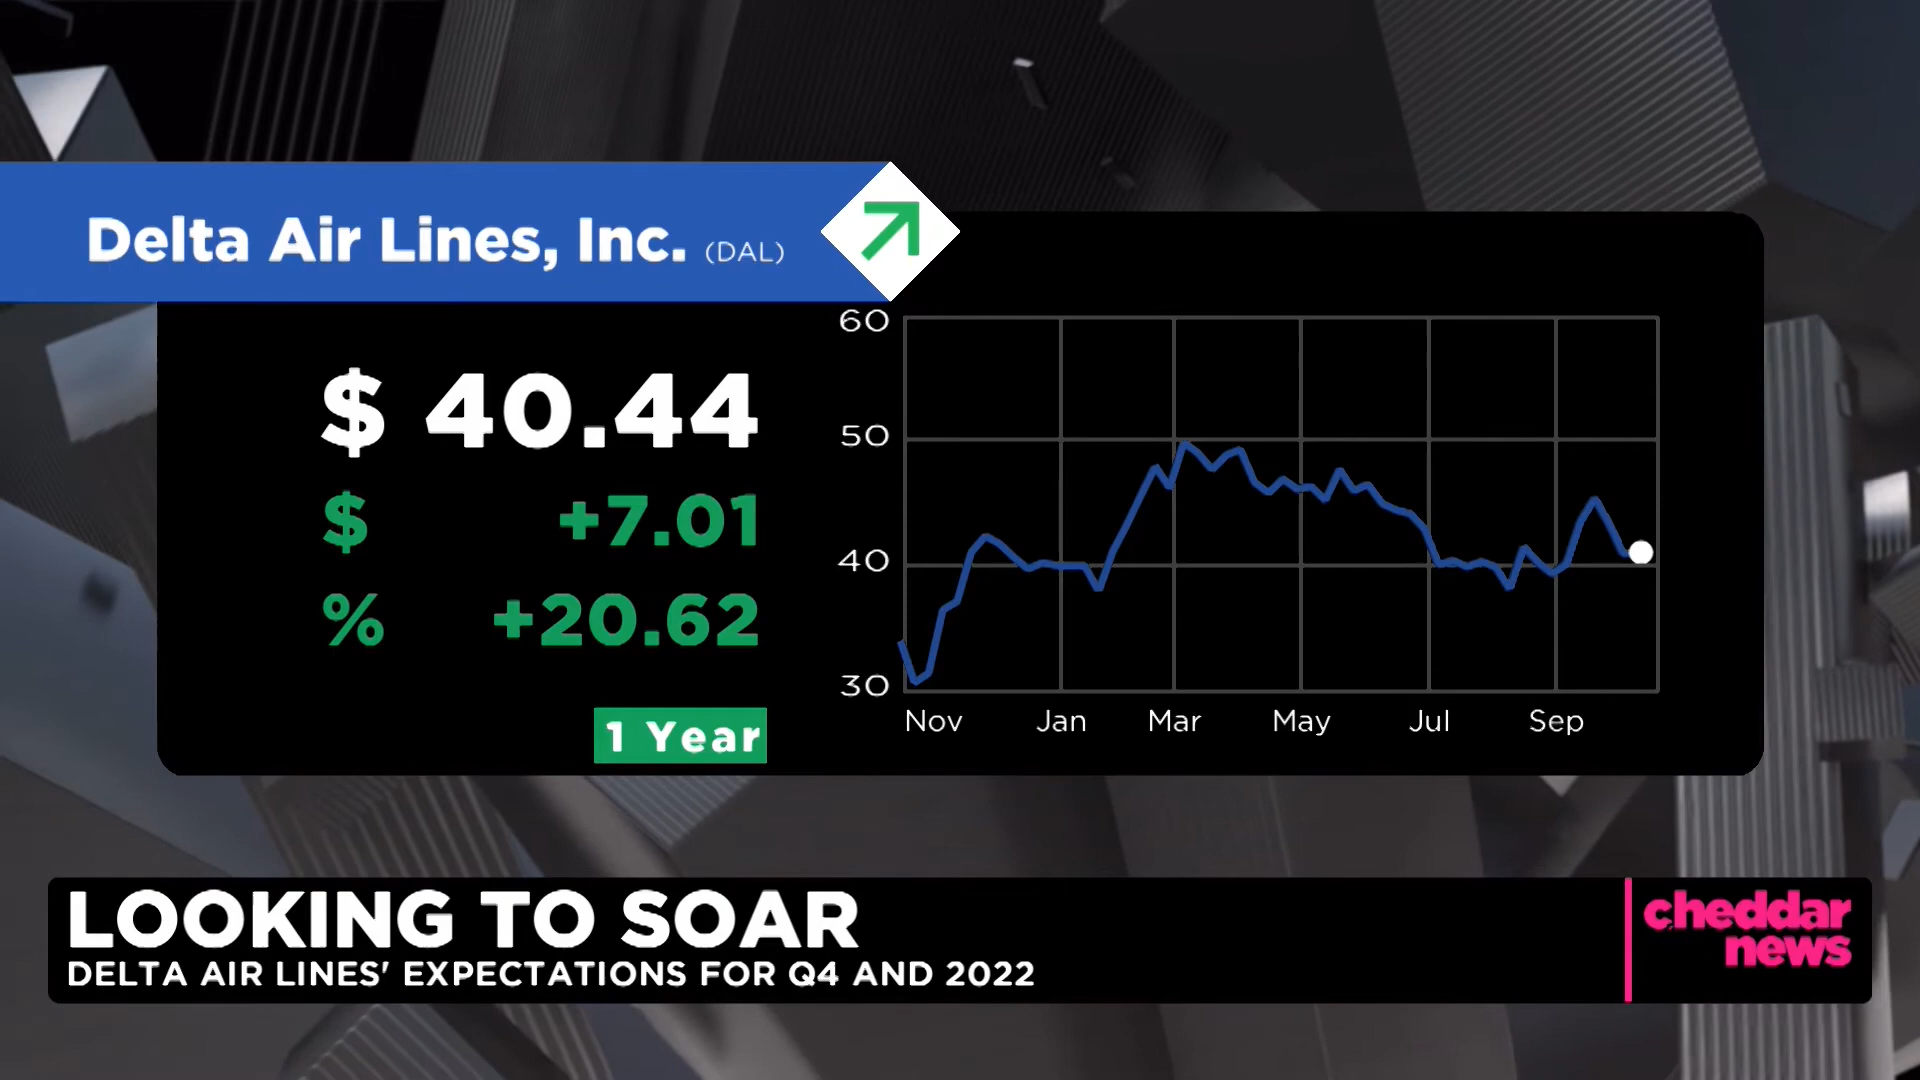 Delta Air Lines, Inc. (DAL)
$ 40.44
$ +7.01
% +20.62
1 Year
60
50
40
30
Nov Jan Mar May Jul Sep
LOOKING TO SOAR
DELTA AIR LINES' EXPECTATIONS FOR Q4 AND 2022
cheddar
news